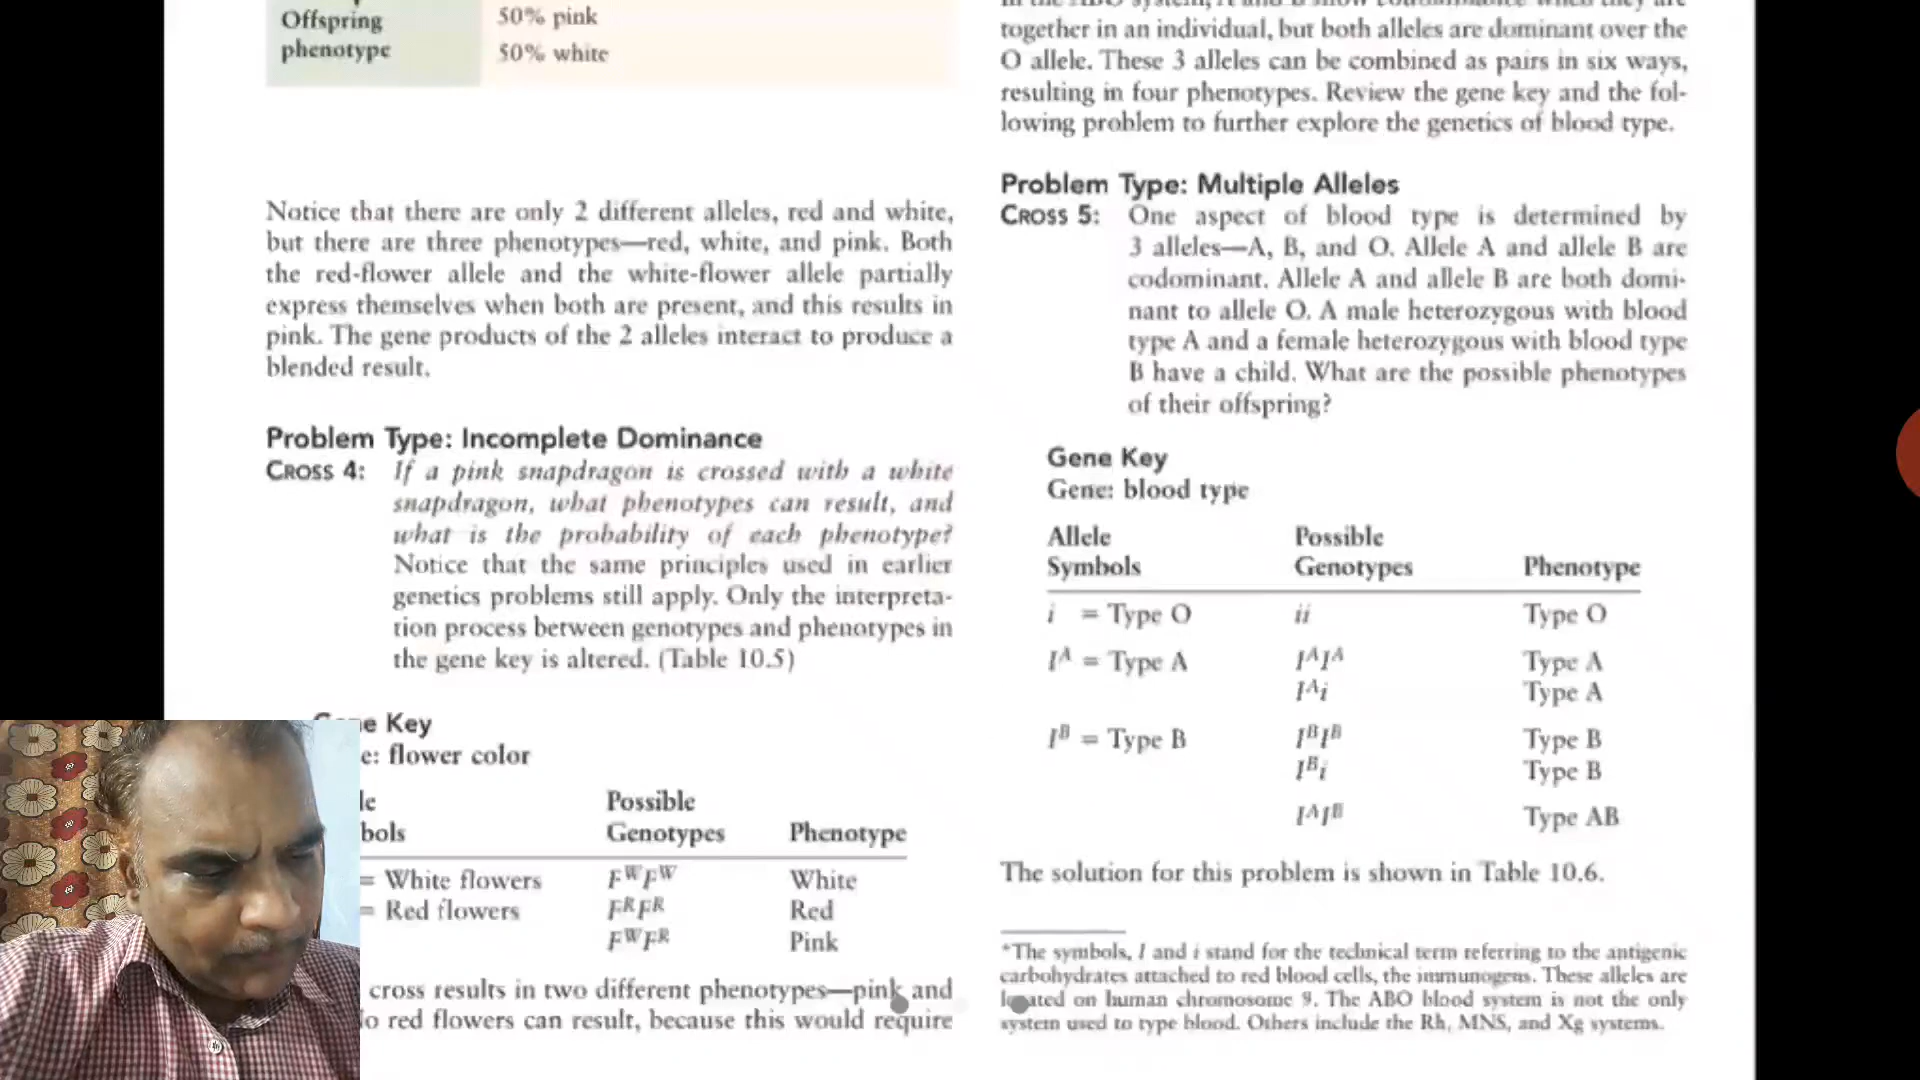 Offspring
phenotype
50% pink
50% white
Notice that there are only 2 different alleles, red and white,
but there are three phenotypes—red, white, and pink. Both
the red-flower allele and the white-flower allele partially
express themselves when both are present, and this results in
pink. The gene products of the 2 alleles interact to produce a
blended result.
Problem Type: Incomplete Dominance
CROSS 4: If a pink snapdragon is crossed with a white
snapdragon, what phenotypes can result, and
what is the probability of each phenotype?
Notice that the same principles used in earlier
genetics problems still apply. Only the interpreta-
tion process between genotypes and phenotypes in
the gene key is altered. (Table 10.5)
Key
flower color
Possible
Genotypes Phenotype
= White flowers FᵂFᵂ White
= Red flowers FᴿFᴿ Red
FᵂFᴿ Pink
cross results in two different phenotypes—pink and
red flowers can result, because this would require
together in an individual, but both alleles are dominant over the
O allele. These 3 alleles can be combined as pairs in six ways,
resulting in four phenotypes. Review the gene key and the fol-
lowing problem to further explore the genetics of blood type.
Problem Type: Multiple Alleles
CROSS 5: One aspect of blood type is determined by
3 alleles—A, B, and O. Allele A and allele B are
codominant. Allele A and allele B are both domi-
nant to allele O. A male heterozygous with blood
type A and a female heterozygous with blood type
B have a child. What are the possible phenotypes
of their offspring?
Gene Key
Gene: blood type
Allele Possible
Symbols Genotypes Phenotype
i = Type O ii Type O
Iᴬ = Type A IᴬIᴬ Type A
Iᴬi Type A
Iᴮ = Type B IᴮIᴮ Type B
Iᴮi Type B
IᴬIᴮ Type AB
The solution for this problem is shown in Table 10.6.
*The symbols, I and i stand for the technical term referring to the antigenic
carbohydrates attached to red blood cells, the immunogens. These alleles are
located on human chromosome 9. The ABO blood system is not the only
system used to type blood. Others include the Rh, MNS, and Xg systems.